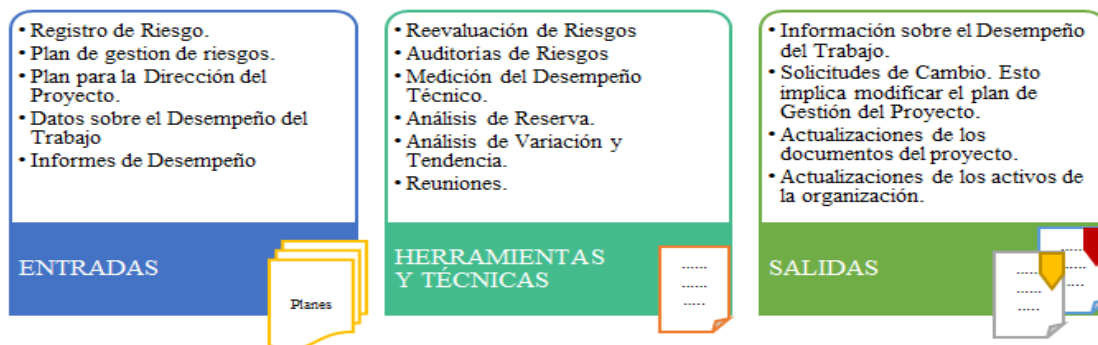 • Registro de Riesgo.
• Plan de gestion de riesgos.
• Plan para la Dirección del
Proyecto.
• Datos sobre el Desempeño del
Trabajo
• Informes de Desempeño
ENTRADAS
Planes
• Reevaluación de Riesgos
• Auditorias de Riesgos
• Medición del Desempeño
Técnico.
• Análisis de Reserva.
• Análisis de Variación y
Tendencia.
• Reuniones.
HERRAMIENTAS
Y TÉCNICAS
......
......
.....
• Información sobre el Desempeño
del Trabajo.
• Solicitudes de Cambio. Esto
implica modificar el plan de
Gestión del Proyecto.
• Actualizaciones de los
documentos del proyecto.
• Actualizaciones de los activos de
la organización.
SALIDAS
......
......
.....